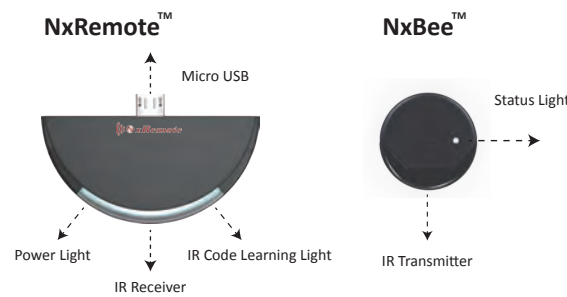 NxRemote™
NxBee™
Micro USB
Status Light
NxRemote
Power Light
IR Code Learning Light
IR Receiver
IR Transmitter